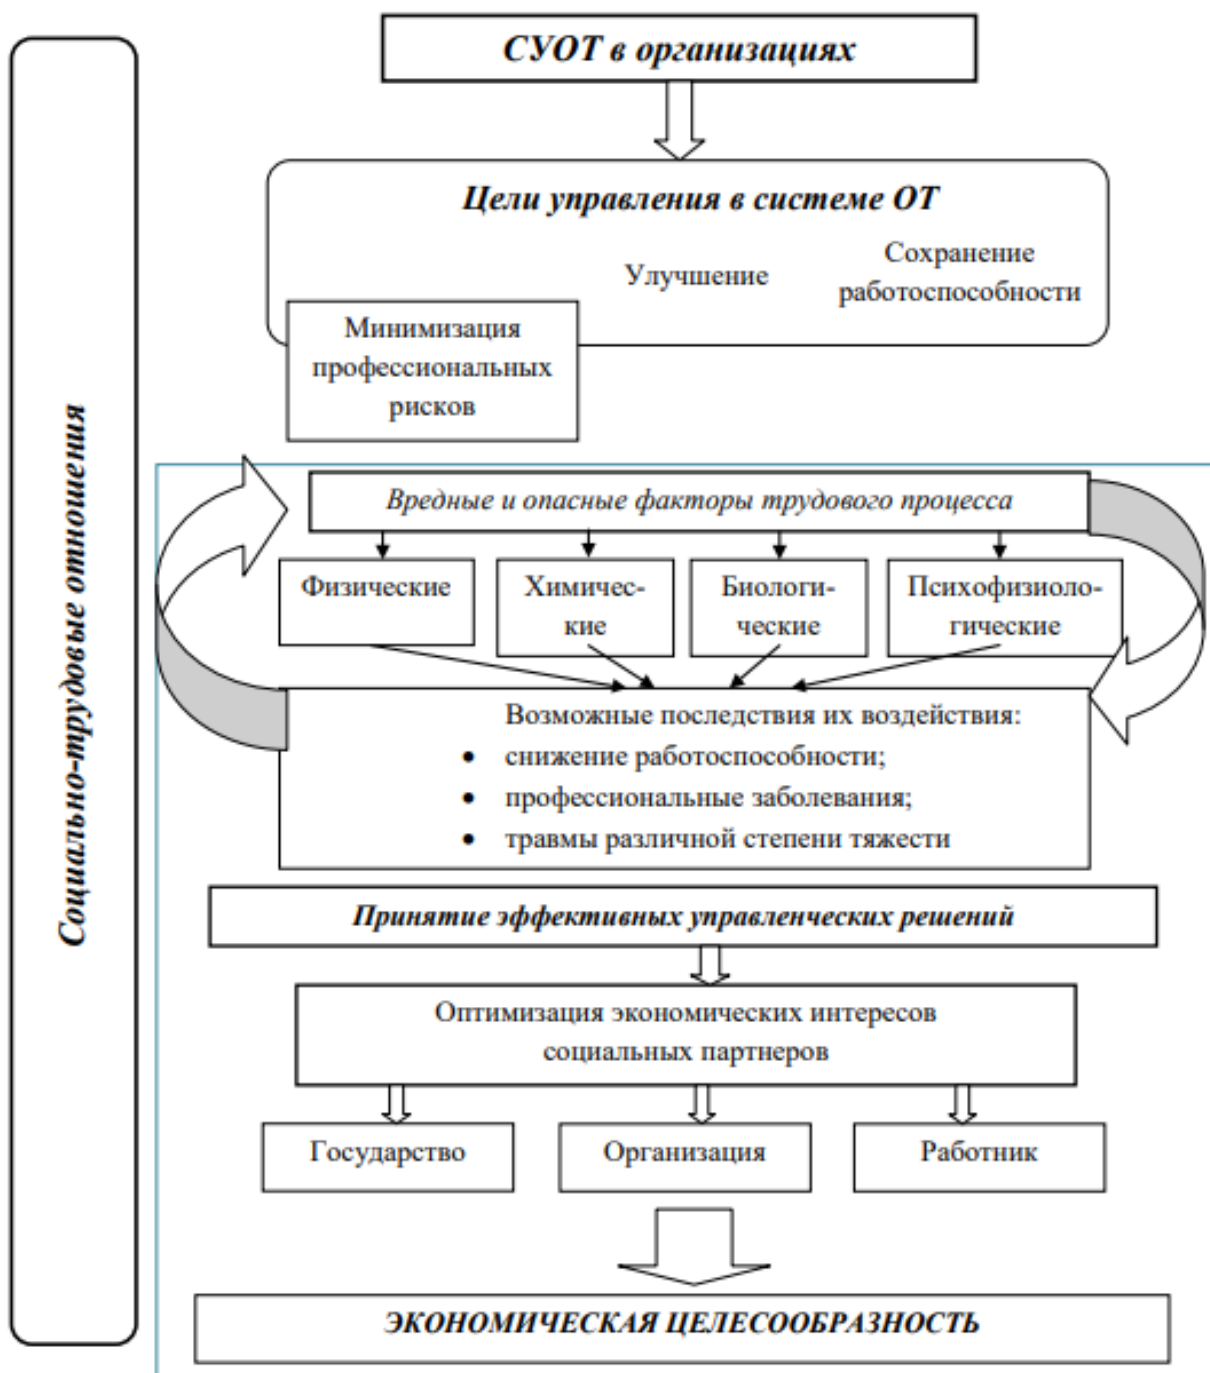 СУОТ в организациях
Социально-трудовые отношения
Цели управления в системе ОТ
Минимизация
профессиональных
рисков
Улучшение
Сохранение
работоспособности
Вредные и опасные факторы трудового процесса
Физические
Химичес-
кие
Биологи-
ческие
Психофизиоло-
гические
Возможные последствия их воздействия:
• снижение работоспособности;
• профессиональные заболевания;
• травмы различной степени тяжести
Принятие эффективных управленческих решений
Оптимизация экономических интересов
социальных партнеров
Государство
Организация
Работник
ЭКОНОМИЧЕСКАЯ ЦЕЛЕСООБРАЗНОСТЬ